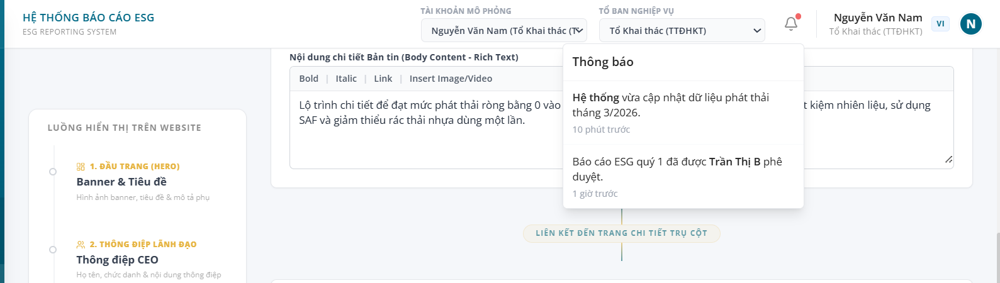 HỆ THỐNG BÁO CÁO ESG
ESG REPORTING SYSTEM
TÀI KHOẢN MÔ PHỎNG
Nguyễn Văn Nam (Tổ Khai thác (T
TỔ BAN NGHIỆP VỤ
Tổ Khai thác (TTĐHKT)
Nguyễn Văn Nam
Tổ Khai thác (TTĐHKT)
VI
N
Nội dung chi tiết Bản tin (Body Content - Rich Text)
Bold | Italic | Link | Insert Image/Video
Lộ trình chi tiết để đạt mức phát thải ròng bằng 0 vào
t kiệm nhiên liệu, sử dụng
SAF và giảm thiểu rác thải nhựa dùng một lần.
Thông báo
Hệ thống vừa cập nhật dữ liệu phát thải
tháng 3/2026.
10 phút trước
Báo cáo ESG quý 1 đã được Trần Thị B phê
duyệt.
1 giờ trước
LIÊN KẾT ĐẾN TRANG CHI TIẾT TRỤ CỘT
LUỒNG HIỂN THỊ TRÊN WEBSITE
1. ĐẦU TRANG (HERO)
Banner & Tiêu đề
Hình ảnh banner, tiêu đề & mô tả phụ
2. THÔNG ĐIỆP LÃNH ĐẠO
Thông điệp CEO
Họ tên, chức danh & nội dung thông điệp